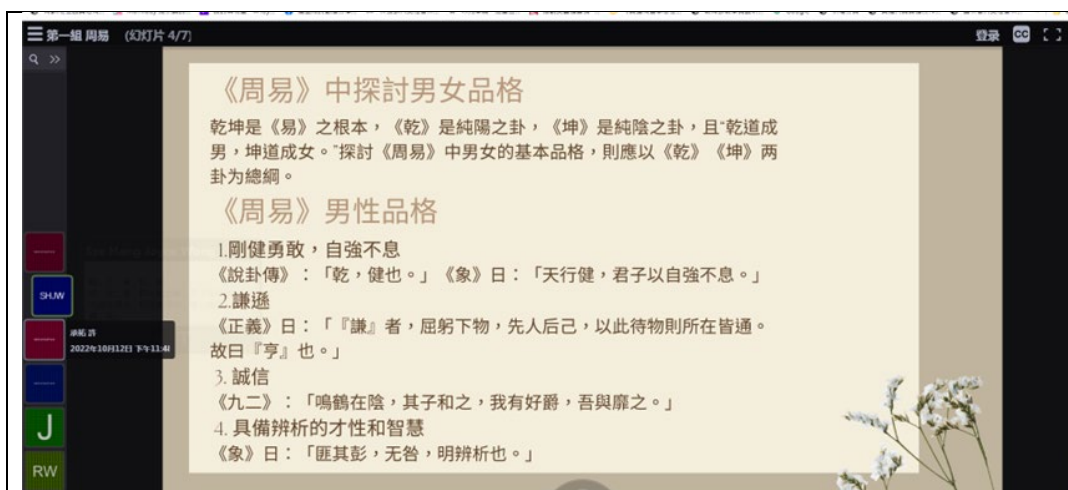 第一組 周易 (幻灯片 4/7)
登录 CC
SHJW
許
2022年10月12日 下午11:4
J
RW
《周易》中探討男女品格
乾坤是《易》之根本，《乾》是純陽之卦，《坤》是純陰之卦，且“乾道成
男，坤道成女。”探討《周易》中男女的基本品格，則應以《乾》《坤》两
卦为總綱。
《周易》男性品格
1.剛健勇敢，自強不息
《說卦傳》：「乾，健也。」《象》日：「天行健，君子以自強不息。」
2.謙遜
《正義》日：「『謙』者，屈躬下物，先人后己，以此待物則所在皆通。
故曰『亨』也。」
3. 誠信
《九二》：「鳴鶴在陰，其子和之，我有好爵，吾與靡之。」
4. 具備辨析的才性和智慧
《象》日：「匪其彭，无咎，明辨析也。」